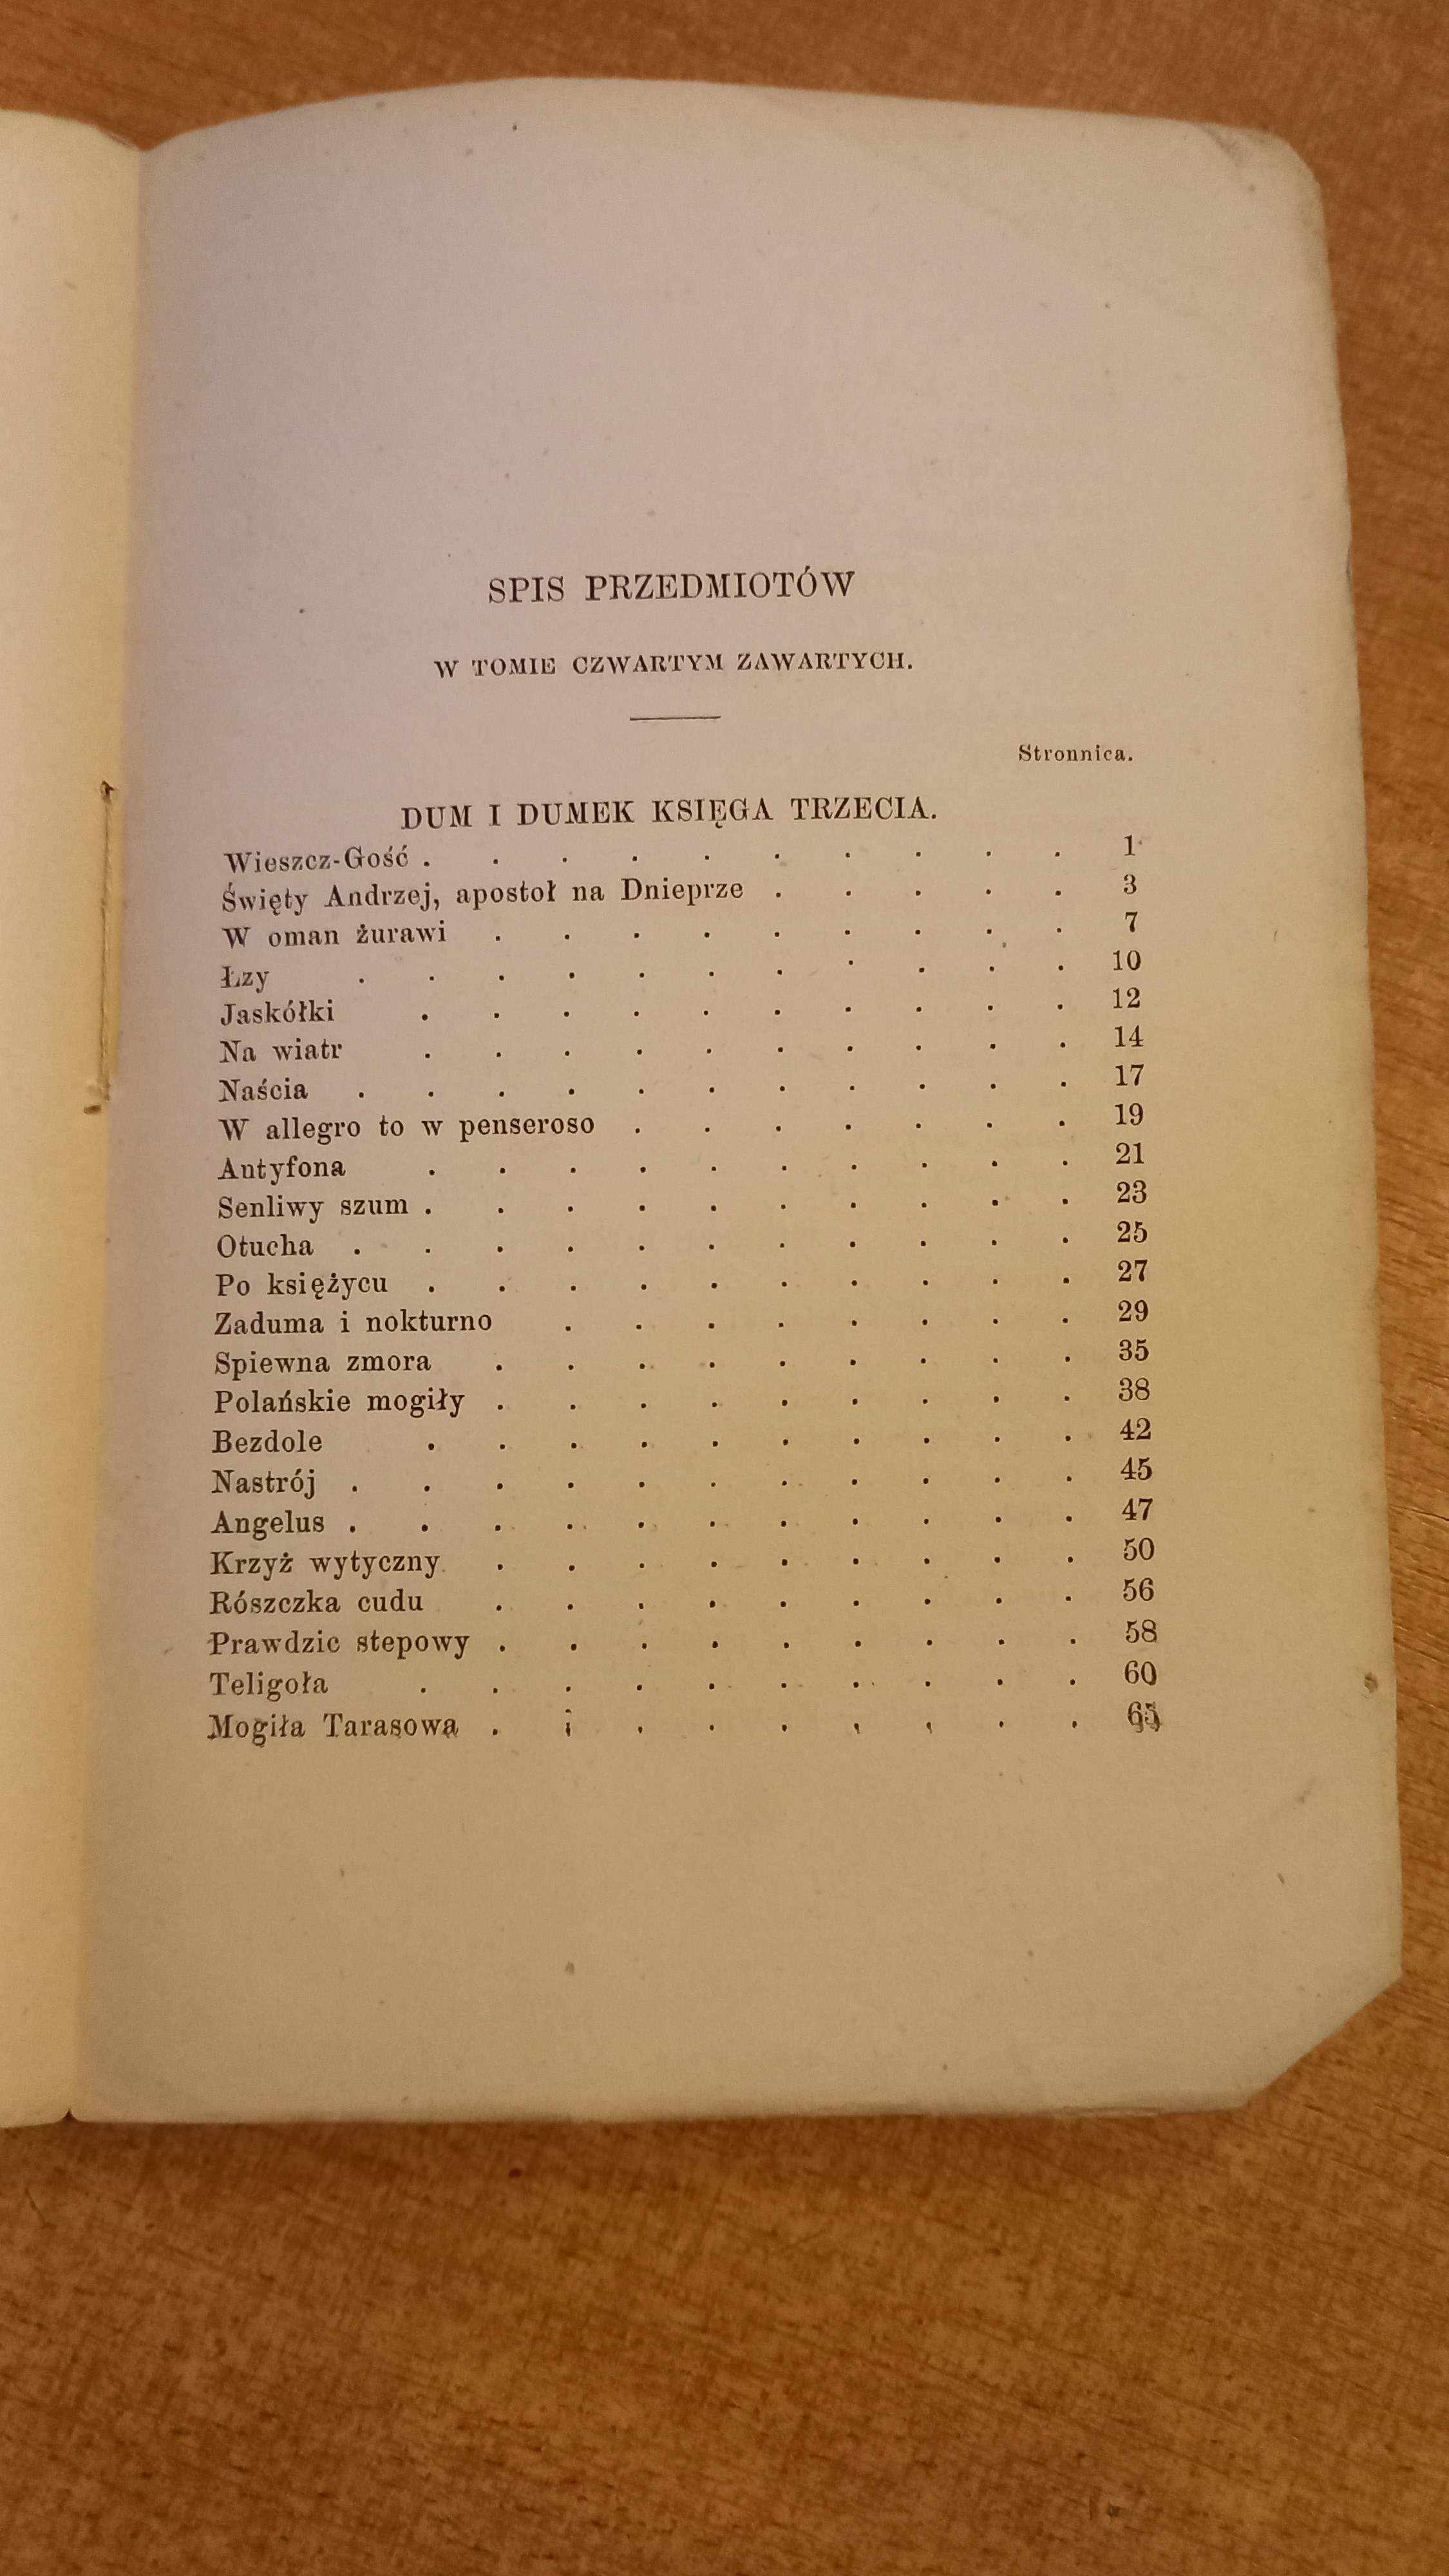 SPIS PRZEDMIOTÓW
W TOMIE CZWARTYM ZAWARTYCH.
Stronnica.
DUM I DUMEK KSIĘGA TRZECIA.
Wieszcz-Gość . . . . . . . . . . 1
Święty Andrzej, apostoł na Dnieprze . . . . . 3
W oman żurawi . . . . . . . . . 7
Łzy . . . . . . . . . . . 10
Jaskółki . . . . . . . . . . 12
Na wiatr . . . . . . . . . . 14
Naścia . . . . . . . . . . . 17
W allegro to w penseroso . . . . . . . 19
Antyfona . . . . . . . . . . 21
Senliwy szum . . . . . . . . . . 23
Otucha . . . . . . . . . . . 25
Po księżycu . . . . . . . . . . 27
Zaduma i nokturno . . . . . . . . 29
Spiewna zmora . . . . . . . . . 35
Polańskie mogiły . . . . . . . . . 38
Bezdole . . . . . . . . . . 42
Nastrój . . . . . . . . . . . 45
Angelus . . . . . . . . . . . 47
Krzyż wytyczny . . . . . . . . . 50
Rószczka cudu . . . . . . . . . 56
Prawdzic stepowy . . . . . . . . . 58
Teligoła . . . . . . . . . . 60
Mogiła Tarasowa . . . . . . . . . 65